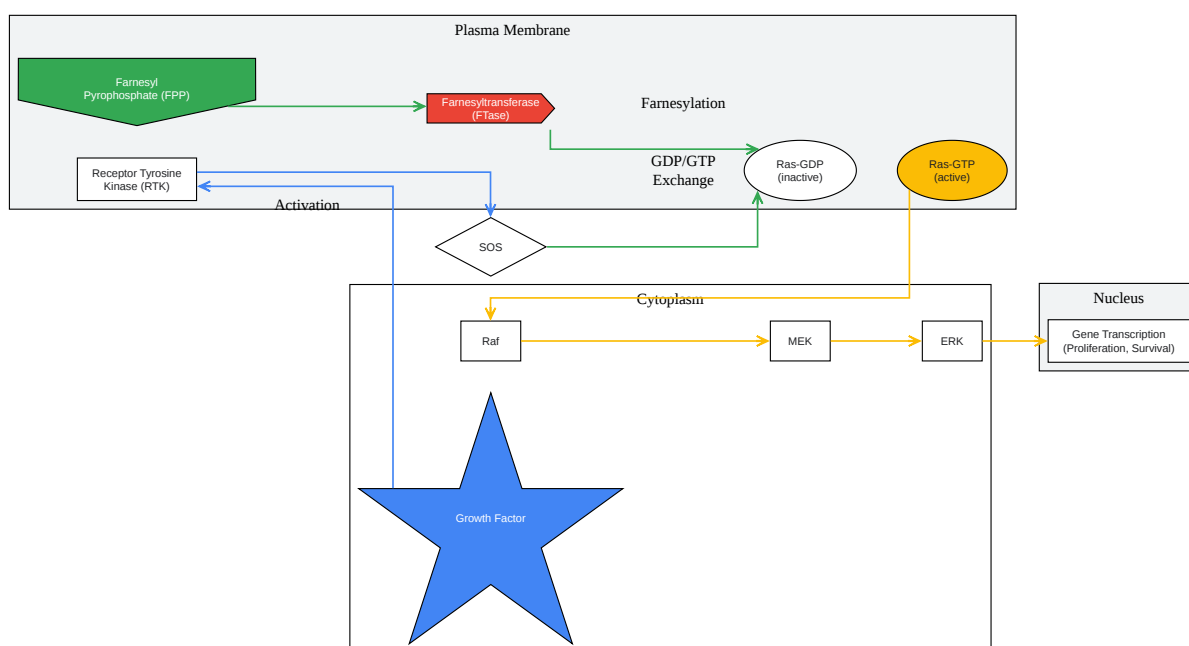 Plasma Membrane
Farnesyl
Pyrophosphate (FPP)
Farnesyltransferase
(FTase)
Farnesylation
GDP/GTP
Exchange
Ras-GDP
(inactive)
Ras-GTP
(active)
Receptor Tyrosine
Kinase (RTK)
Activation
SOS
Cytoplasm
Nucleus
Raf
MEK
ERK
Gene Transcription
(Proliferation, Survival)
Growth Factor